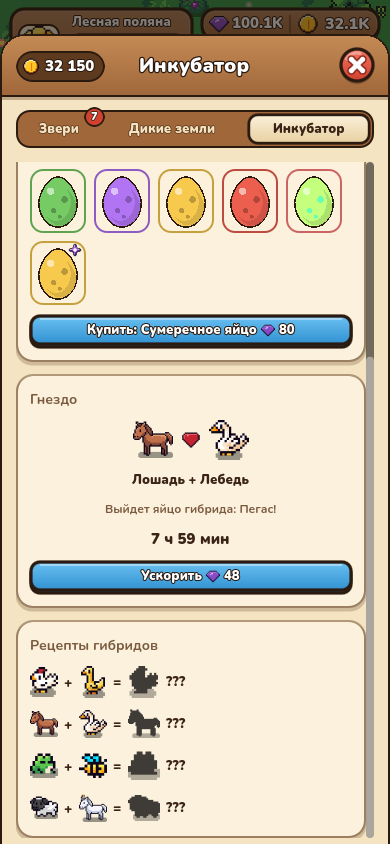 Лесная поляна
100.1K
32.1K
32 150
Инкубатор
Звери
7
Дикие земли
Инкубатор
Купить: Сумеречное яйцо 80
Гнездо
Лошадь + Лебедь
Выйдет яйцо гибрида: Пегас!
7 ч 59 мин
Ускорить 48
Рецепты гибридов
+ = ???
+ = ???
+ = ???
+ = ???